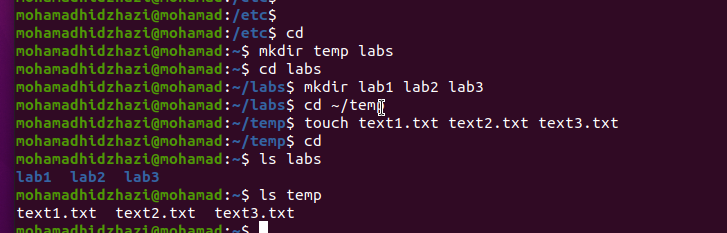 mohamadhidzhazi@mohamad:/etc$
mohamadhidzhazi@mohamad:/etc$
mohamadhidzhazi@mohamad:/etc$ cd
mohamadhidzhazi@mohamad:~$ mkdir temp labs
mohamadhidzhazi@mohamad:~$ cd labs
mohamadhidzhazi@mohamad:~/labs$ mkdir lab1 lab2 lab3
mohamadhidzhazi@mohamad:~/labs$ cd ~/temp
mohamadhidzhazi@mohamad:~/temp$ touch text1.txt text2.txt text3.txt
mohamadhidzhazi@mohamad:~/temp$ cd
mohamadhidzhazi@mohamad:~$ ls labs
lab1  lab2  lab3
mohamadhidzhazi@mohamad:~$ ls temp
text1.txt  text2.txt  text3.txt
mohamadhidzhazi@mohamad:~$